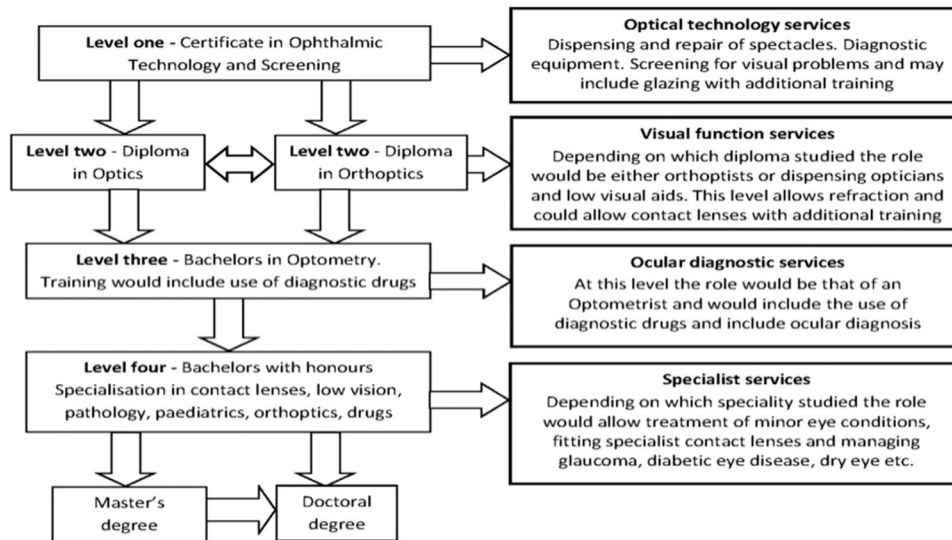 Level one - Certificate in Ophthalmic
Technology and Screening
Optical technology services
Dispensing and repair of spectacles. Diagnostic
equipment. Screening for visual problems and may
include glazing with additional training
Level two - Diploma
in Optics
Level two - Diploma
in Orthoptics
Visual function services
Depending on which diploma studied the role
would be either orthoptists or dispensing opticians
and low visual aids. This level allows refraction and
could allow contact lenses with additional training
Level three - Bachelors in Optometry.
Training would include use of diagnostic drugs
Ocular diagnostic services
At this level the role would be that of an
Optometrist and would include the use of
diagnostic drugs and include ocular diagnosis
Level four - Bachelors with honours
Specialisation in contact lenses, low vision,
pathology, paediatrics, orthoptics, drugs
Specialist services
Depending on which speciality studied the role
would allow treatment of minor eye conditions,
fitting specialist contact lenses and managing
glaucoma, diabetic eye disease, dry eye etc.
Master's
degree
Doctoral
degree